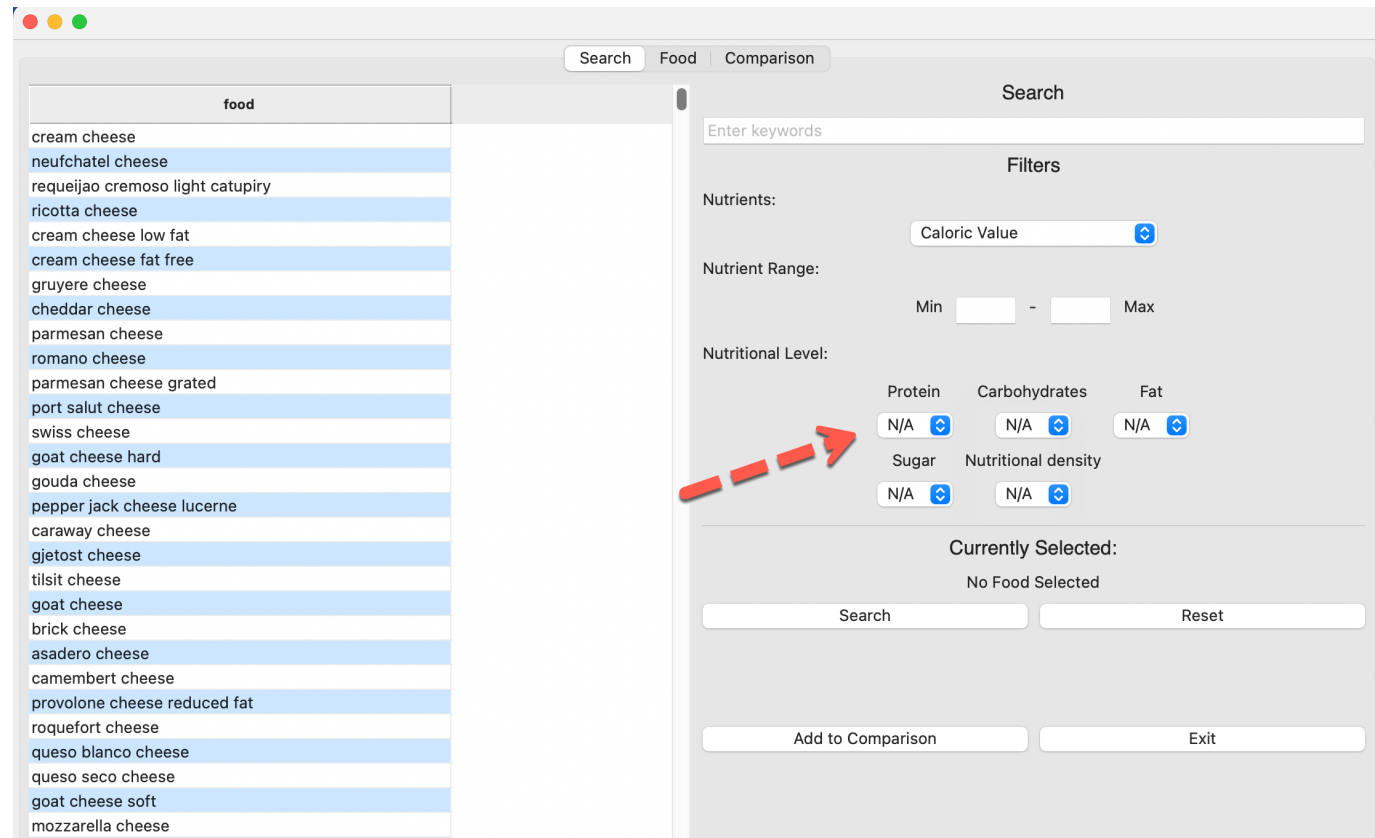 Search Food Comparison
food
cream cheese
neufchatel cheese
requeijao cremoso light catupiry
ricotta cheese
cream cheese low fat
cream cheese fat free
gruyere cheese
cheddar cheese
parmesan cheese
romano cheese
parmesan cheese grated
port salut cheese
swiss cheese
goat cheese hard
gouda cheese
pepper jack cheese lucerne
caraway cheese
gjetost cheese
tilsit cheese
goat cheese
brick cheese
asadero cheese
camembert cheese
provolone cheese reduced fat
roquefort cheese
queso blanco cheese
queso seco cheese
goat cheese soft
mozzarella cheese
Search
Enter keywords
Filters
Nutrients:
Caloric Value
Nutrient Range:
Min - Max
Nutritional Level:
Protein Carbohydrates Fat
N/A N/A N/A
Sugar Nutritional density
N/A N/A
Currently Selected:
No Food Selected
Search Reset
Add to Comparison Exit